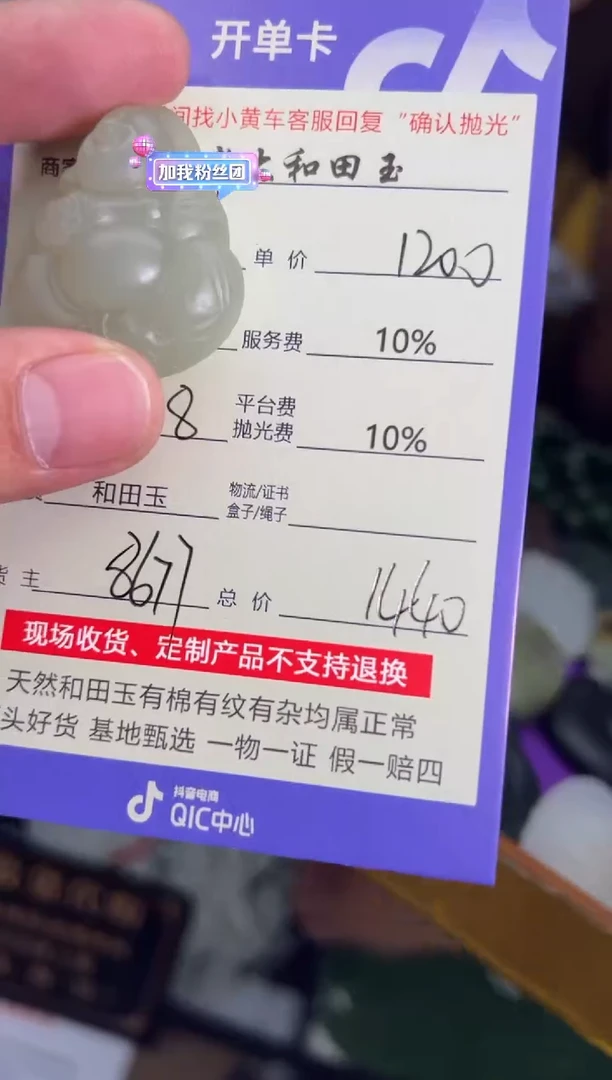 开单卡
间找小黄车客服回复“确认抛光”
商
和田玉
加我粉丝团
单价 1200
服务费 10%
8 平台费
抛光费 10%
和田玉 物流/证书
盒子/绳子
货主 8677 总价 1440
现场收货、定制产品不支持退换
天然和田玉有棉有纹有杂均属正常
头好货 基地甄选 一物一证 假一赔四
抖音电商
QIC中心